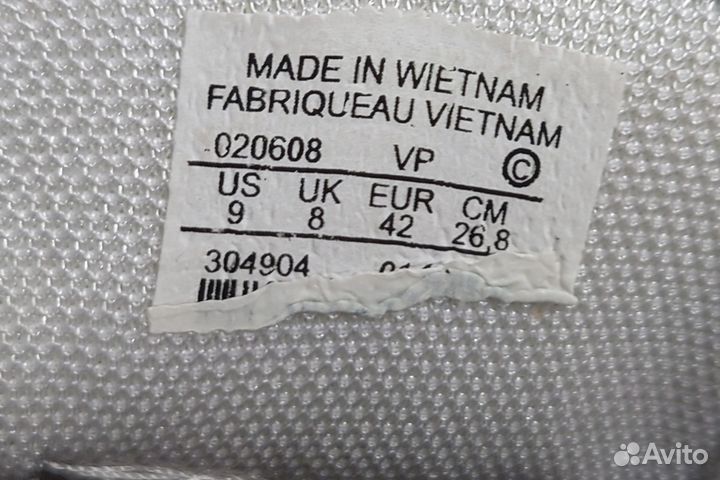 MADE IN WIETNAM
FABRIQUEAU VIETNAM
020608 VP ©
US UK EUR CM
9 8 42 26,8
304904
Avito